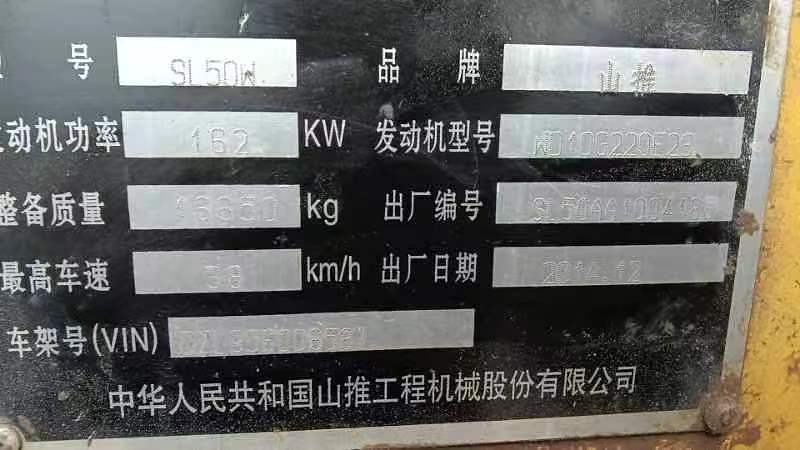 号 SL50W 品牌 山推
发动机功率 162 KW 发动机型号
整备质量 kg 出厂编号
最高车速 38 km/h 出厂日期 2014.12
车架号(VIN)
中华人民共和国山推工程机械股份有限公司